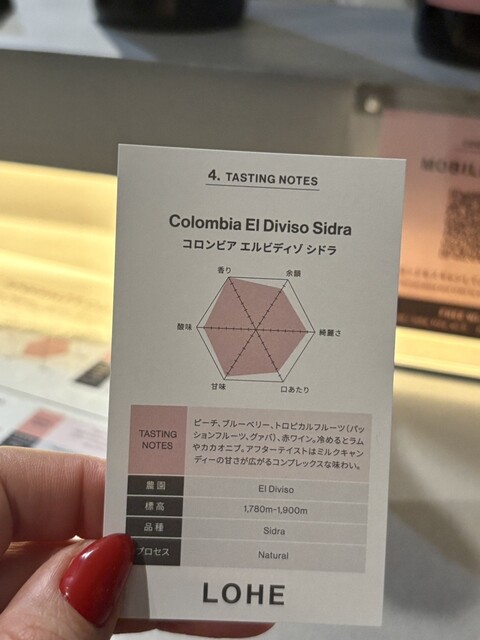 4. TASTING NOTES
Colombia El Diviso Sidra
コロンビア エルビディゾ シドラ
香り
余韻
酸味
綺麗さ
甘味
口あたり
TASTING
NOTES
ピーチ、ブルーベリー、トロピカルフルーツ(パッ
ションフルーツ、グァバ)、赤ワイン。冷めるとラム
やカカオニブ。アフターテイストはミルクキャン
ディーの甘さが広がるコンプレックスな味わい。
農園
El Diviso
標高
1,780m-1,900m
品種
Sidra
プロセス
Natural
LOHE